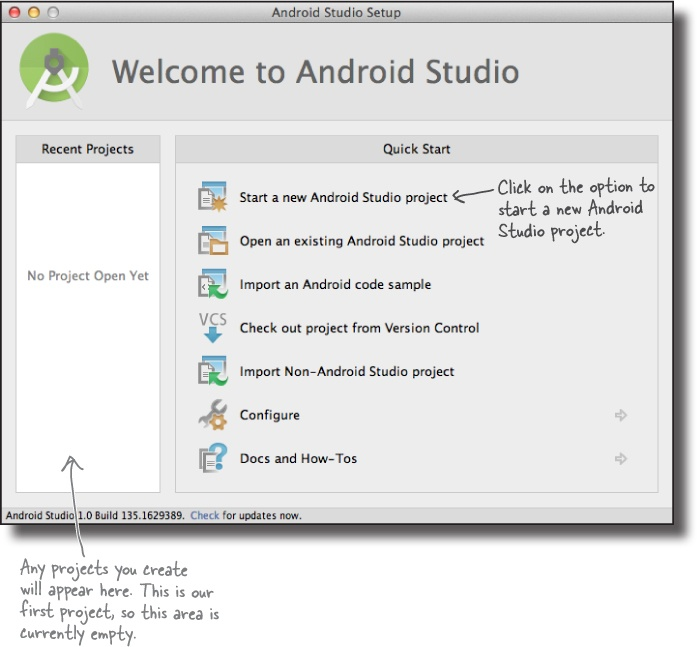 Android Studio Setup
Welcome to Android Studio
Recent Projects
No Project Open Yet
Quick Start
Start a new Android Studio project
Click on the option to
start a new Android
Studio project.
Open an existing Android Studio project
Import an Android code sample
VCS
Check out project from Version Control
Import Non-Android Studio project
Configure
Docs and How-Tos
Android Studio 1.0 Build 135.1629389. Check for updates now.
Any projects you create
will appear here. This is our
first project, so this area is
currently empty.